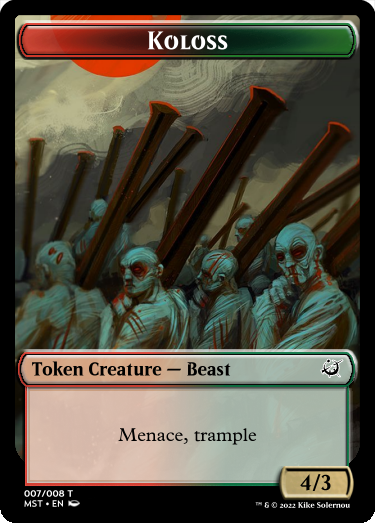 Koloss
Token Creature — Beast
Menace, trample
4/3
007/008 T
MST • EN
™ & © 2022 Kike Solernou